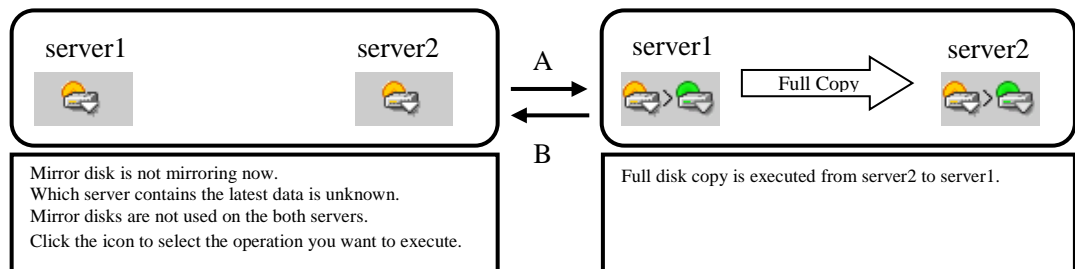 server1
server2
A
B
server1
Full Copy
server2
Mirror disk is not mirroring now.
Which server contains the latest data is unknown.
Mirror disks are not used on the both servers.
Click the icon to select the operation you want to execute.
Full disk copy is executed from server2 to server1.